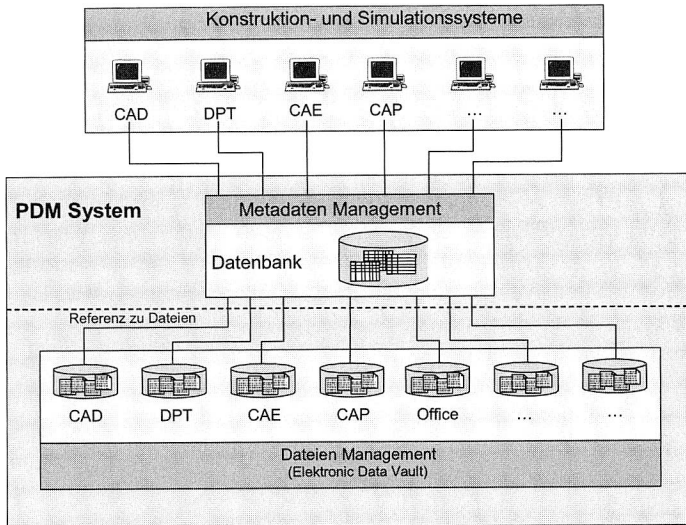 Konstruktion- und Simulationssysteme
CAD DPT CAE CAP ... ...
PDM System
Metadaten Management
Datenbank
Referenz zu Dateien
CAD DPT CAE CAP Office ... ...
Dateien Management
(Elektronic Data Vault)